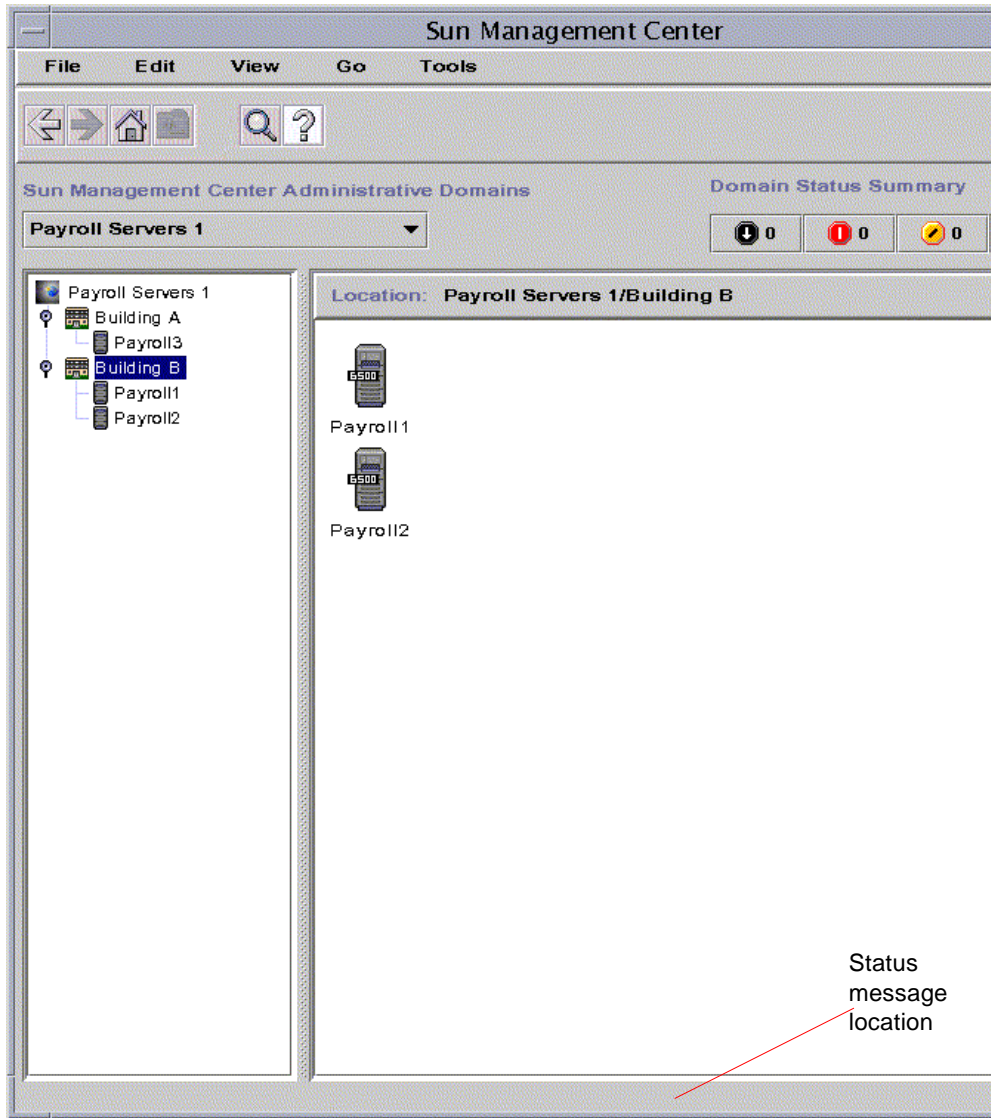 Sun Management Center
File Edit View Go Tools
Sun Management Center Administrative Domains
Domain Status Summary
Payroll Servers 1
0 0 0
Payroll Servers 1
Building A
Payroll3
Building B
Payroll1
Payroll2
Location: Payroll Servers 1/Building B
6500
Payroll1
6500
Payroll2
Status
message
location